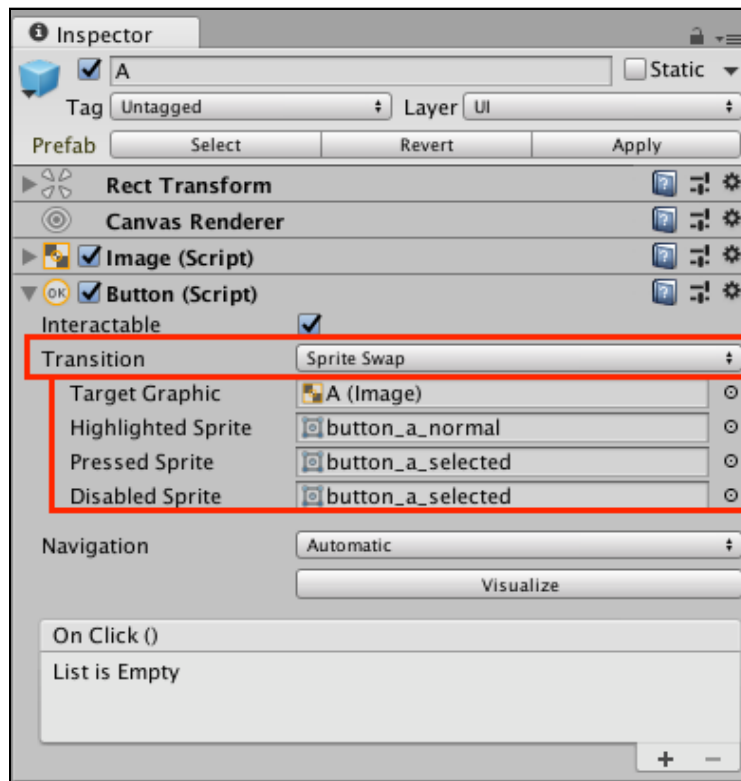 Inspector
A Static
Tag Untagged Layer UI
Prefab Select Revert Apply
Rect Transform
Canvas Renderer
Image (Script)
OK Button (Script)
Interactable
Transition Sprite Swap
Target Graphic A (Image)
Highlighted Sprite button_a_normal
Pressed Sprite button_a_selected
Disabled Sprite button_a_selected
Navigation Automatic
Visualize
On Click ()
List is Empty